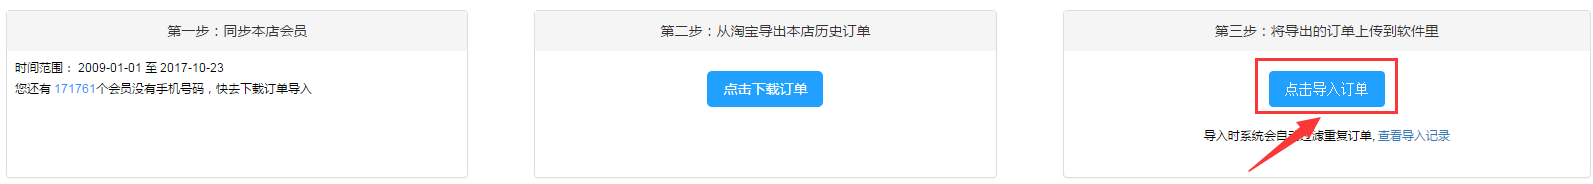 第一步：同步本店会员
时间范围： 2009-01-01 至 2017-10-23
您还有 171761个会员没有手机号码，快去下载订单导入
第二步：从淘宝导出本店历史订单
点击下载订单
第三步：将导出的订单上传到软件里
点击导入订单
导入时系统会自动过滤重复订单, 查看导入记录